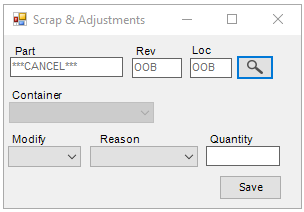 Scrap & Adjustments
Part Rev Loc
***CANCEL*** OOB OOB
Container
Modify Reason Quantity
Save